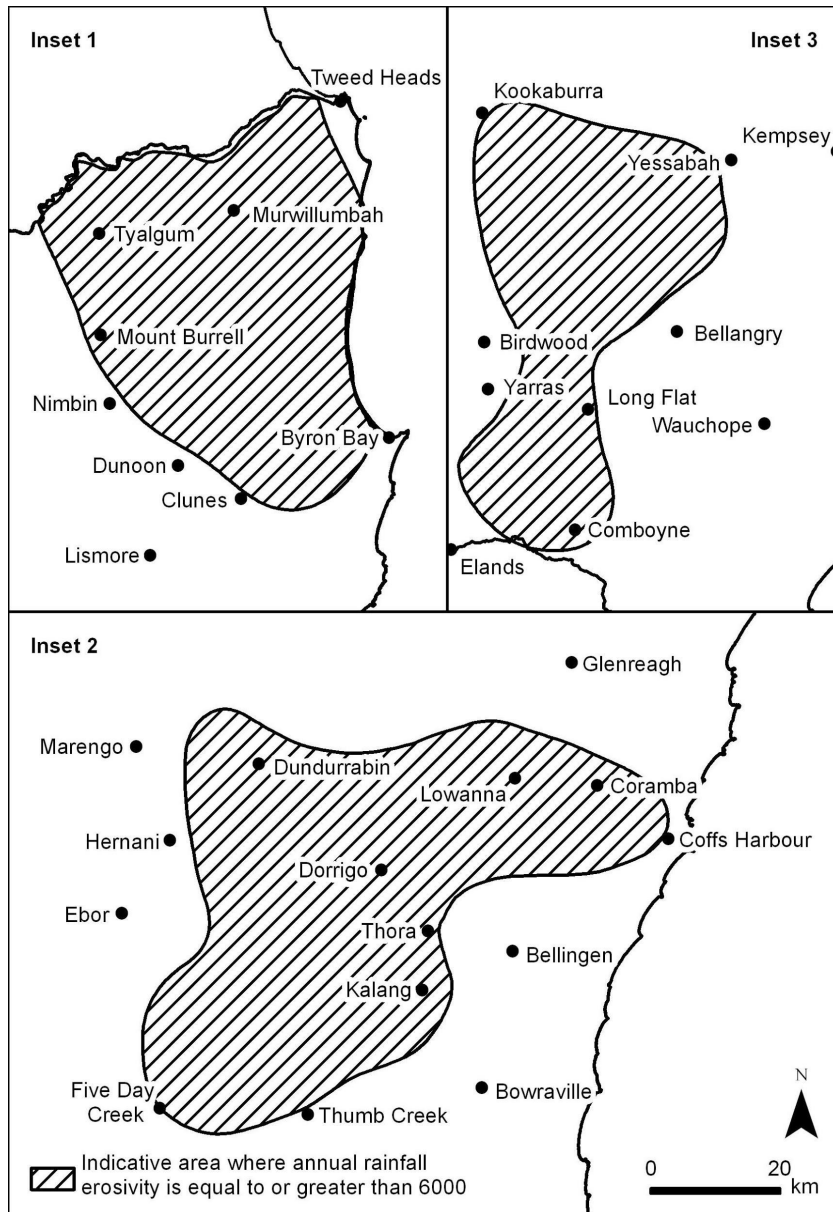 Inset 1
Tweed Heads
Murwillumbah
Tyalgum
Mount Burrell
Nimbin
Byron Bay
Dunoon
Clunes
Lismore
Inset 3
Kookaburra
Kempsey
Yessabah
Birdwood
Bellangry
Yarras
Long Flat
Wauchope
Comboyne
Elands
Inset 2
Glenreagh
Marengo
Dundurrabin
Lowanna
Coramba
Hernani
Coffs Harbour
Dorrigo
Ebor
Thora
Bellingen
Kalang
Five Day
Creek
Bowraville
Thumb Creek
N
Indicative area where annual rainfall
erosivity is equal to or greater than 6000
0 20
km